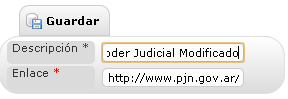 Guardar
Descripción * oder Judicial Modificado
Enlace * http://www.pjn.gov.ar/